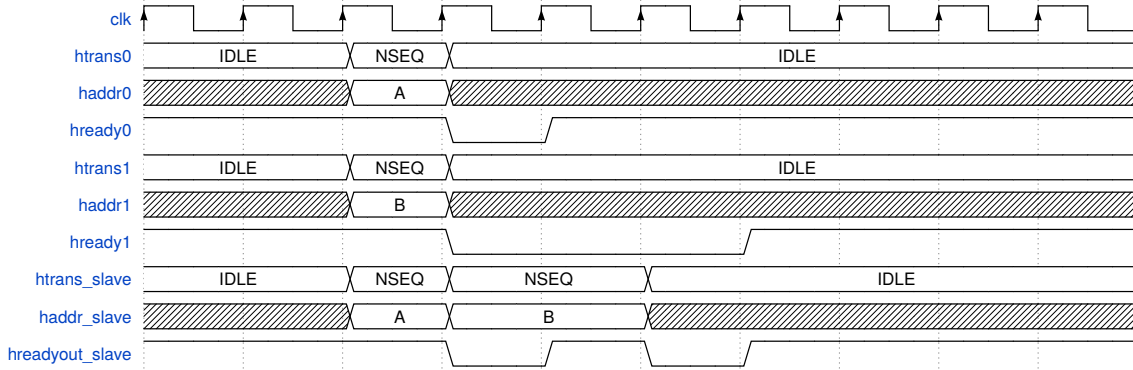 clk
htrans0 IDLE NSEQ IDLE
haddr0 A
hready0
htrans1 IDLE NSEQ IDLE
haddr1 B
hready1
htrans_slave IDLE NSEQ NSEQ IDLE
haddr_slave A B
hreadyout_slave